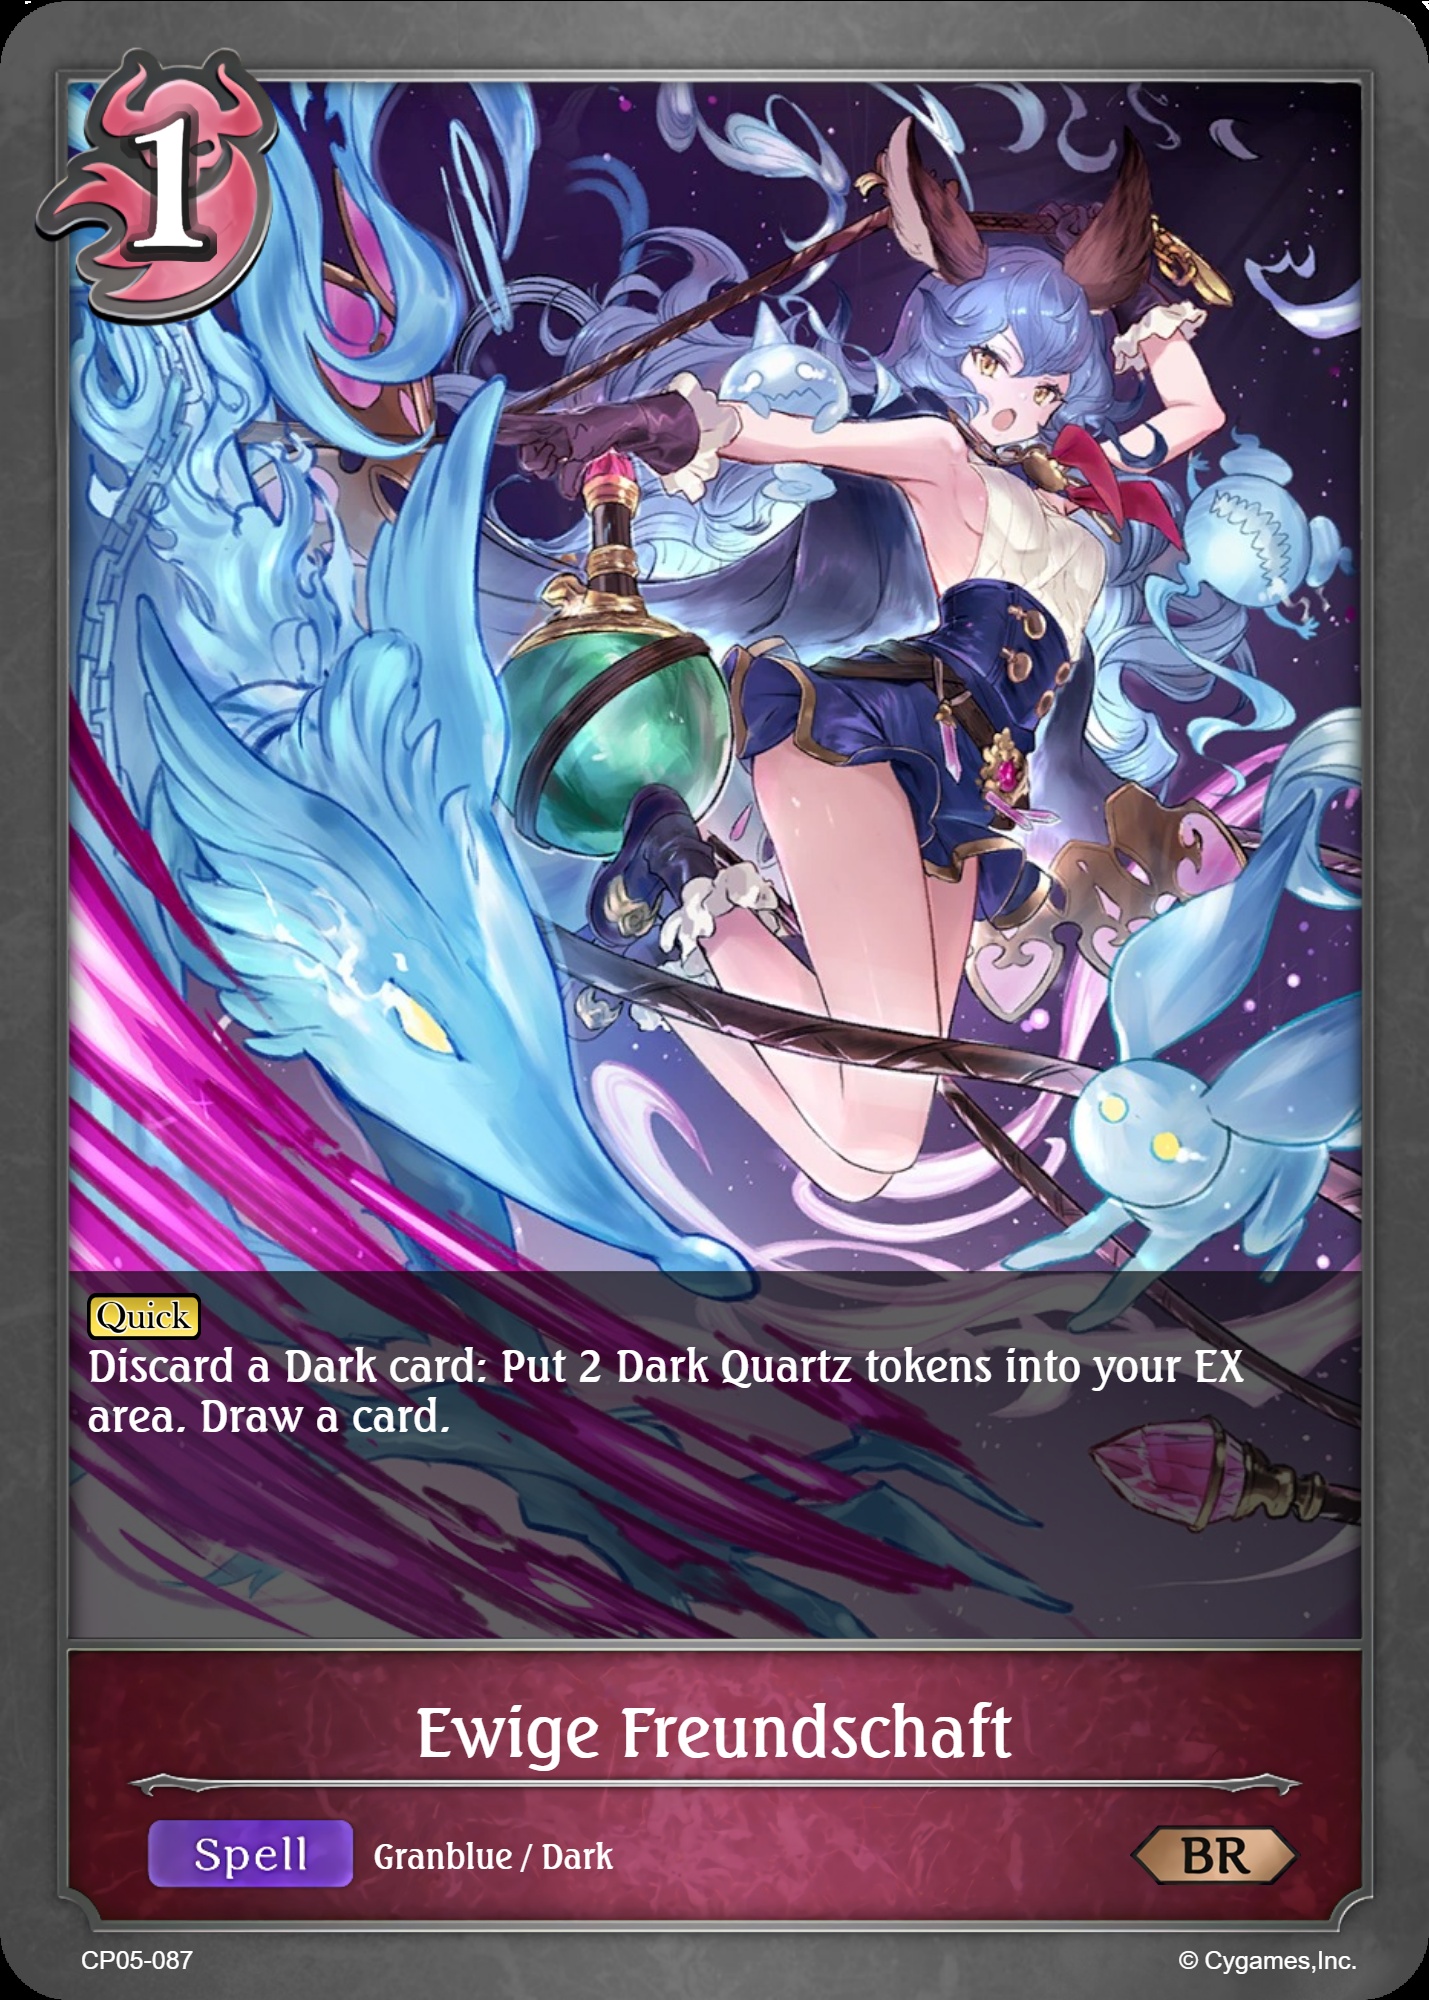 1
Quick
Discard a Dark card: Put 2 Dark Quartz tokens into your EX
area. Draw a card.
Ewige Freundschaft
Spell Granblue / Dark BR
CP05-087 © Cygames,Inc.